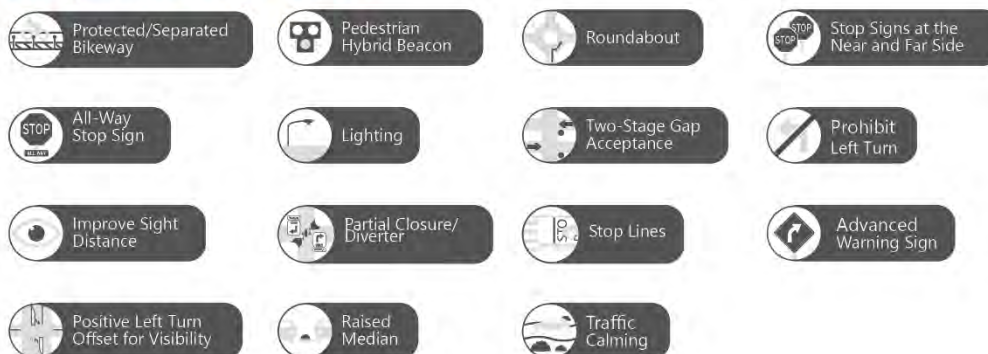 Protected/Separated
Bikeway
Pedestrian
Hybrid Beacon
Roundabout
STOP
STOP
Stop Signs at the
Near and Far Side
STOP
ALL WAY
All-Way
Stop Sign
Lighting
Two-Stage Gap
Acceptance
Prohibit
Left Turn
Improve Sight
Distance
Partial Closure/
Diverter
STO
Stop Lines
Advanced
Warning Sign
Positive Left Turn
Offset for Visibility
Raised
Median
Traffic
Calming